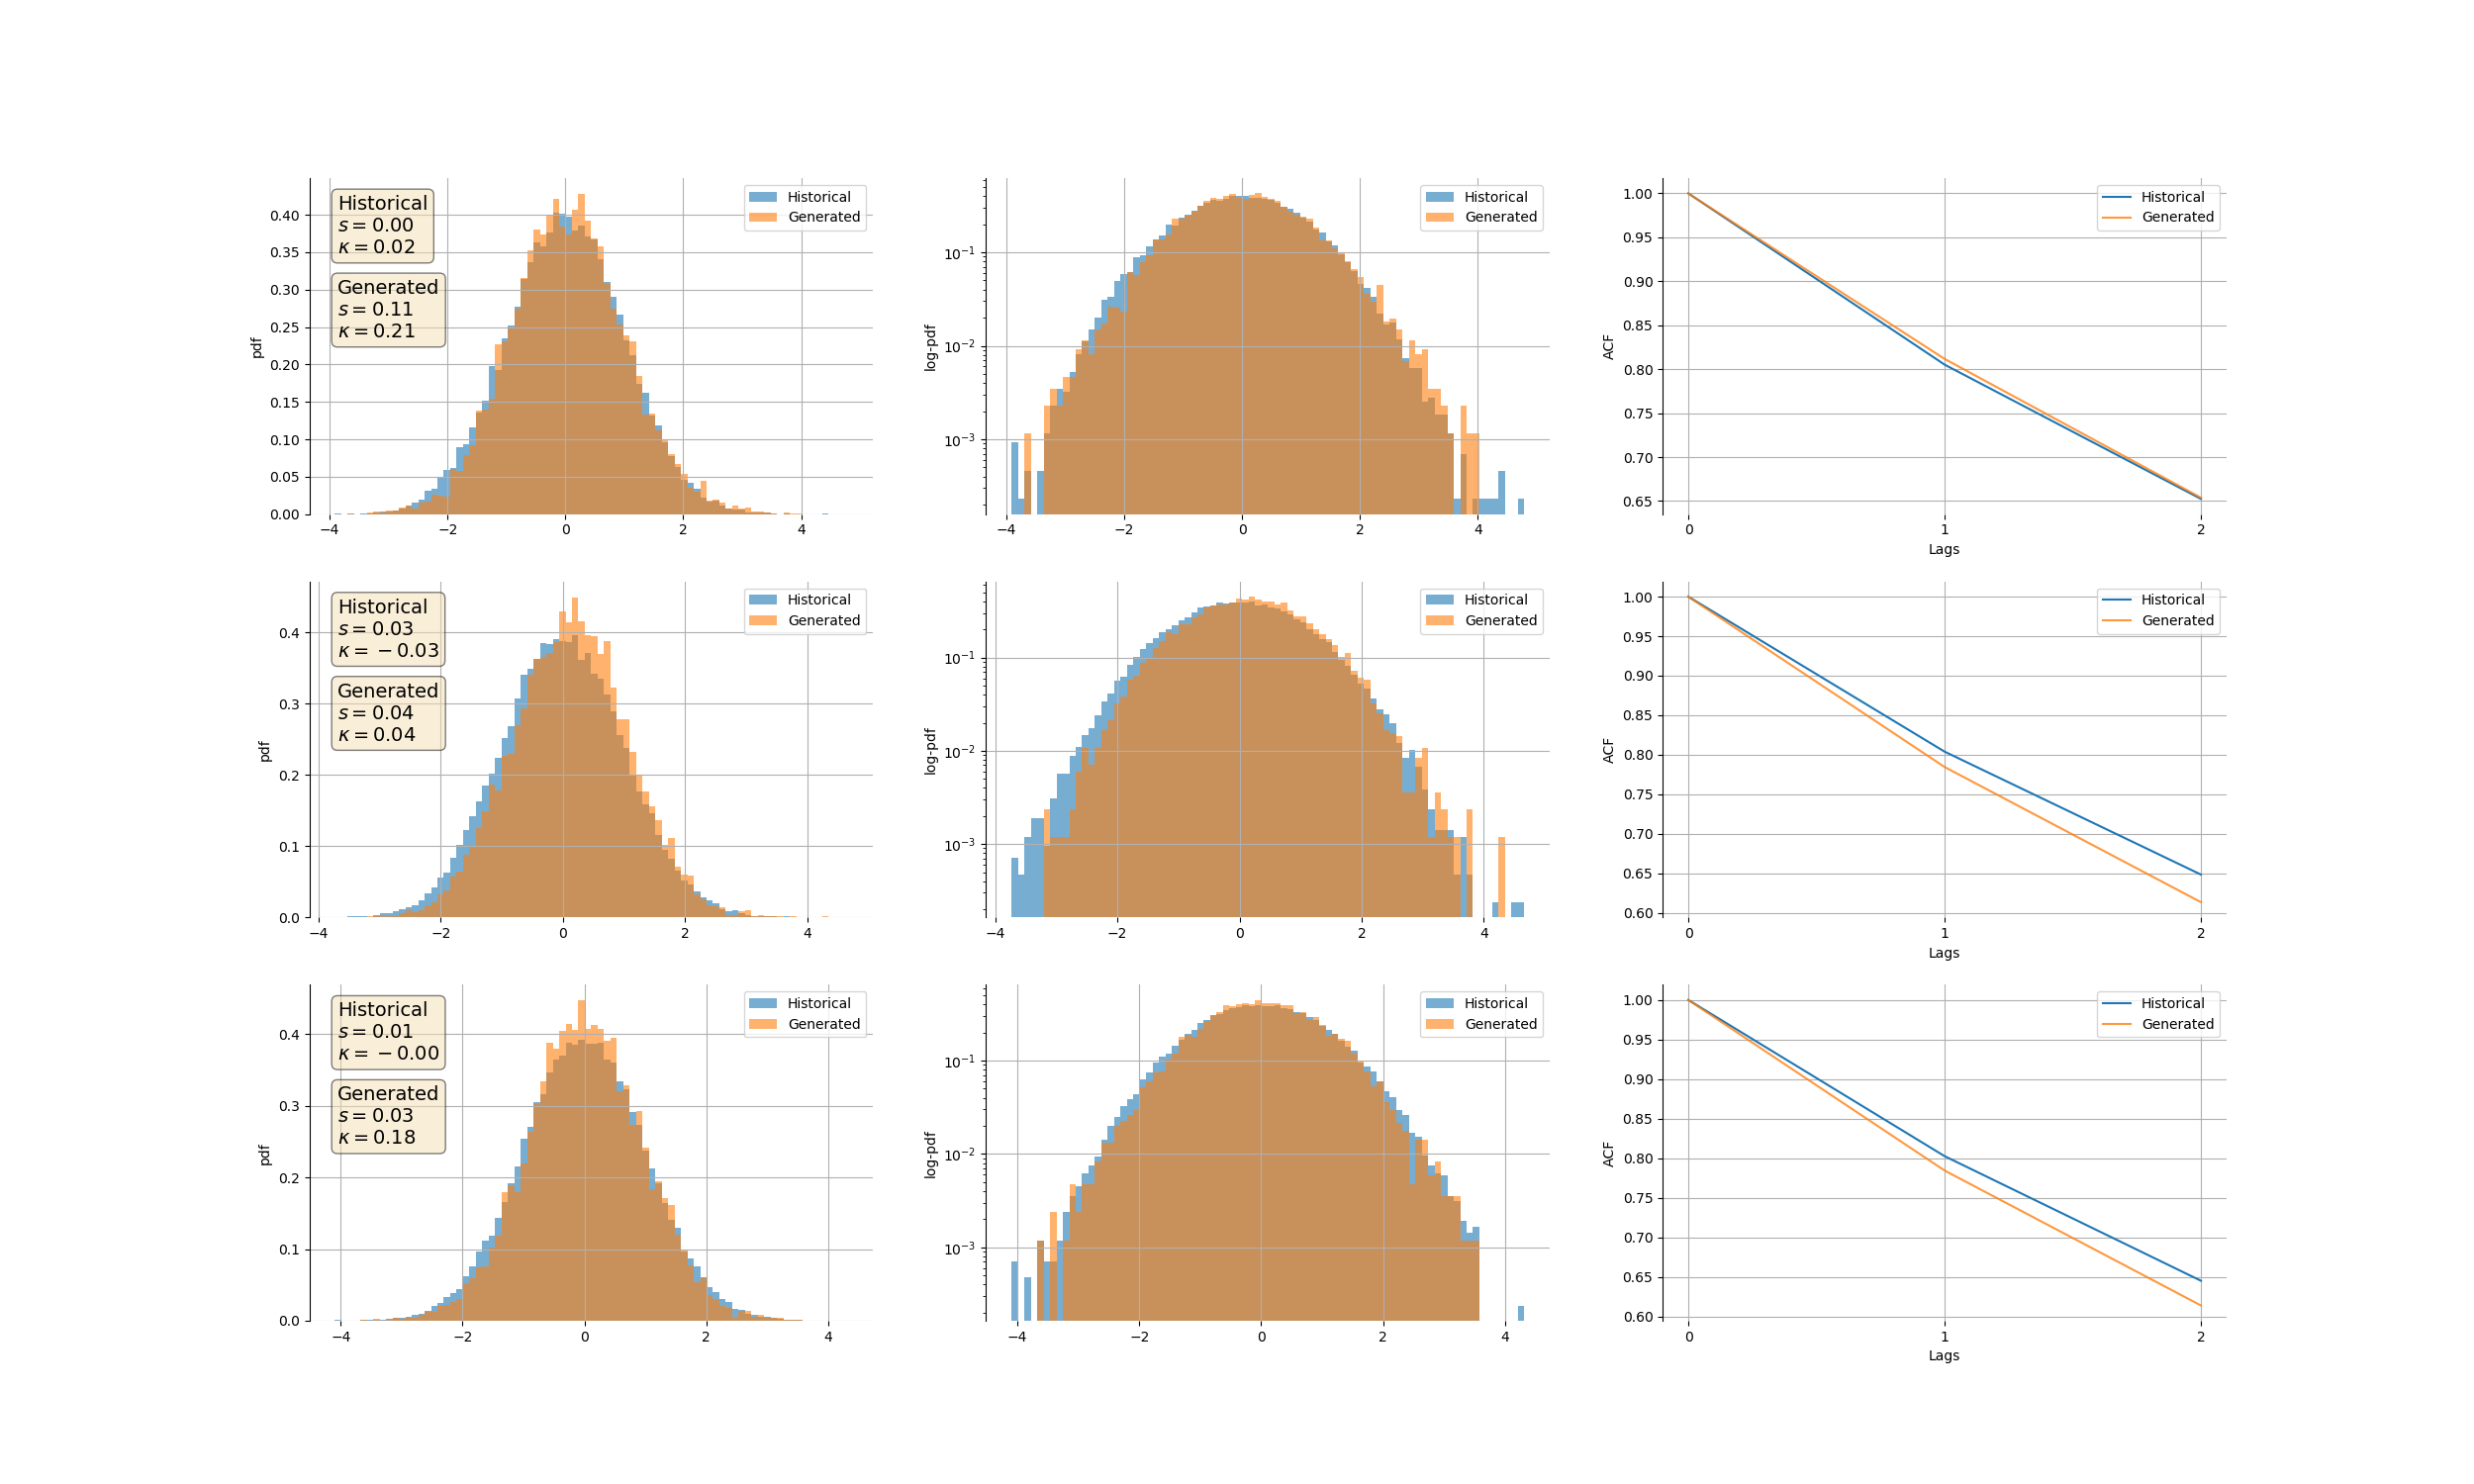 Historical
s = 0.00
κ = 0.02
Generated
s = 0.11
κ = 0.21
Historical
Generated
pdf
0.40
0.35
0.30
0.25
0.20
0.15
0.10
0.05
0.00
−4 −2 0 2 4
Historical
Generated
log-pdf
10⁻¹
10⁻²
10⁻³
−4 −2 0 2 4
Historical
Generated
ACF
1.00
0.95
0.90
0.85
0.80
0.75
0.70
0.65
0 1 2
Lags
Historical
s = 0.03
κ = −0.03
Generated
s = 0.04
κ = 0.04
Historical
Generated
pdf
0.4
0.3
0.2
0.1
0.0
−4 −2 0 2 4
Historical
Generated
log-pdf
10⁻¹
10⁻²
10⁻³
−4 −2 0 2 4
Historical
Generated
ACF
1.00
0.95
0.90
0.85
0.80
0.75
0.70
0.65
0.60
0 1 2
Lags
Historical
s = 0.01
κ = −0.00
Generated
s = 0.03
κ = 0.18
Historical
Generated
pdf
0.4
0.3
0.2
0.1
0.0
−4 −2 0 2 4
Historical
Generated
log-pdf
10⁻¹
10⁻²
10⁻³
−4 −2 0 2 4
Historical
Generated
ACF
1.00
0.95
0.90
0.85
0.80
0.75
0.70
0.65
0.60
0 1 2
Lags